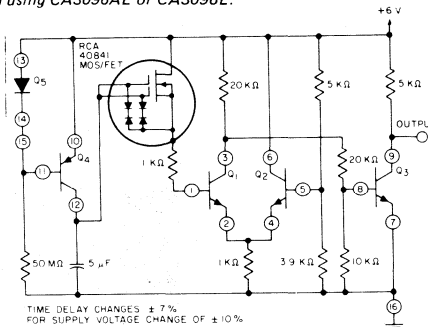 using CA3096AE or CA3096E.
+6 V
RCA
40841
MOS/FET
13
Q5
14
15
10
11
Q4
12
20 KΩ
5 KΩ
5 KΩ
OUTPU
1 KΩ
3
6
9
20 KΩ
1
Q1
Q2
5
8
Q3
2
4
7
50 MΩ
5 μF
1 KΩ
3.9 KΩ
10 KΩ
16
TIME DELAY CHANGES ± 7%
FOR SUPPLY VOLTAGE CHANGE OF ± 10%